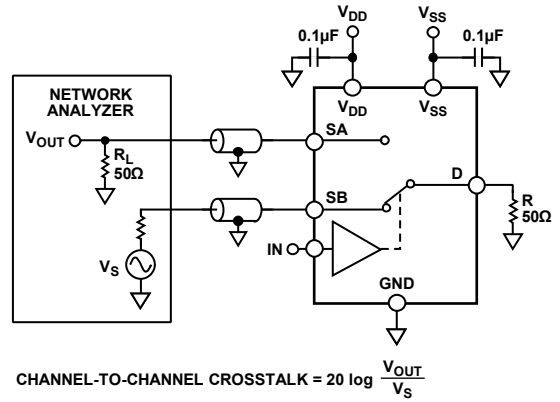 VDD
VSS
0.1µF
0.1µF
VDD
VSS
NETWORK
ANALYZER
VOUT
RL
50Ω
SA
SB
D
R
50Ω
VS
IN
GND
CHANNEL-TO-CHANNEL CROSSTALK = 20 log VOUT
VS